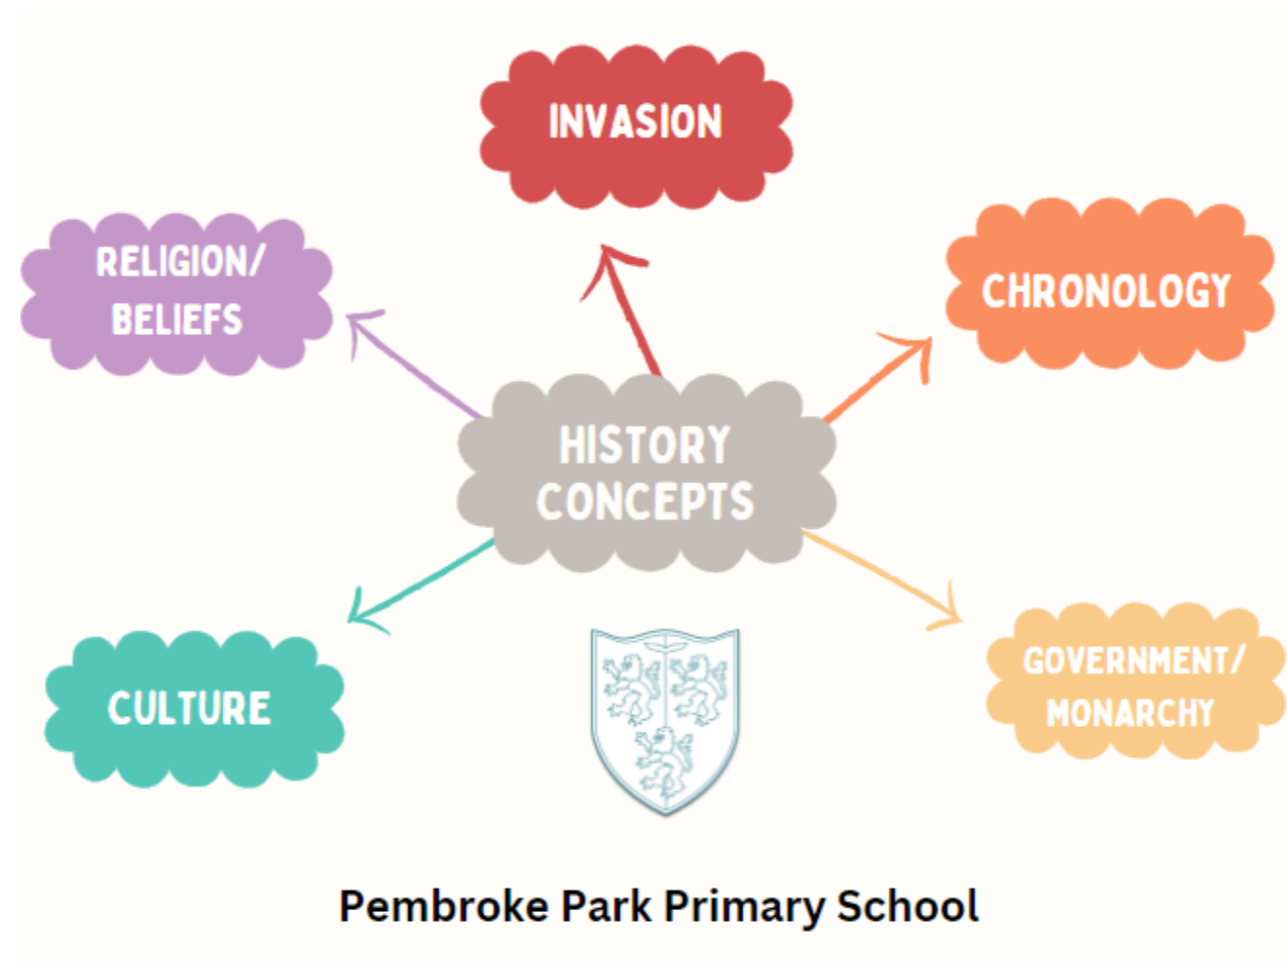 INVASION
RELIGION/
BELIEFS
CHRONOLOGY
HISTORY
CONCEPTS
CULTURE
GOVERNMENT/
MONARCHY
Pembroke Park Primary School